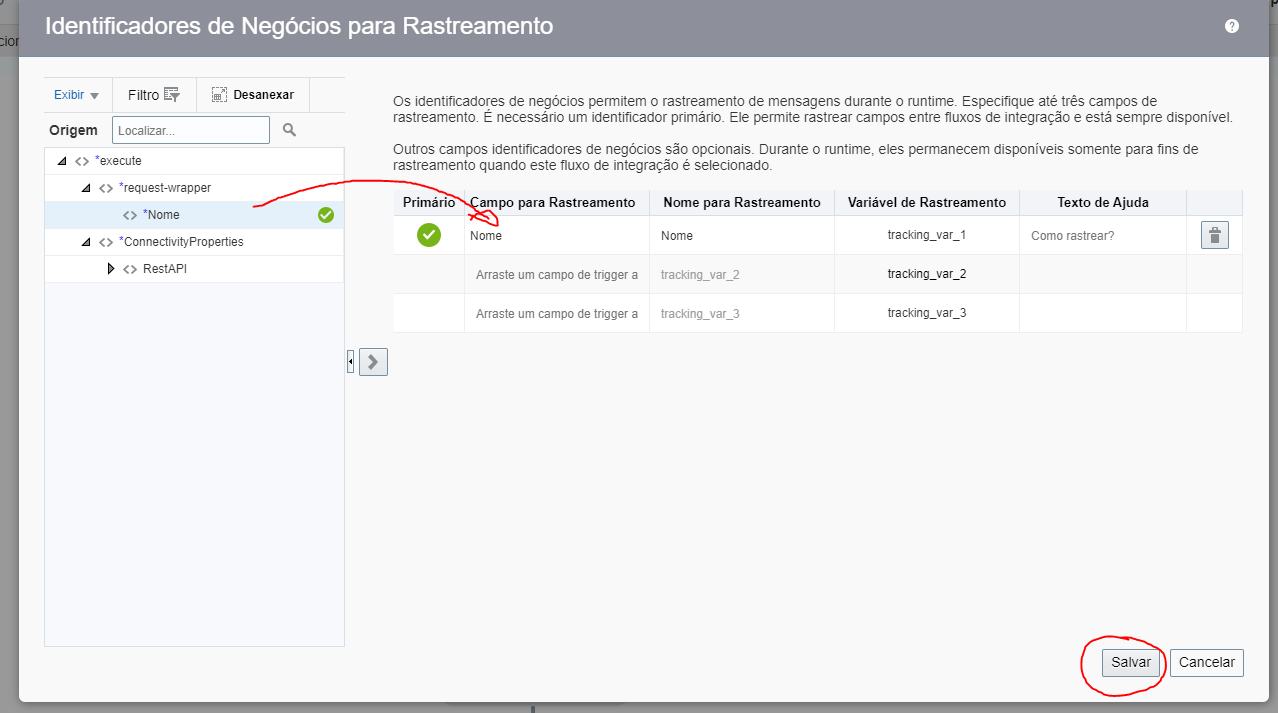 Identificadores de Negócios para Rastreamento
Exibir
Filtro
Desanexar
Origem
Localizar...
*execute
*request-wrapper
*Nome
*ConnectivityProperties
RestAPI
Os identificadores de negócios permitem o rastreamento de mensagens durante o runtime. Especifique até três campos de
rastreamento. É necessário um identificador primário. Ele permite rastrear campos entre fluxos de integração e está sempre disponível.
Outros campos identificadores de negócios são opcionais. Durante o runtime, eles permanecem disponíveis somente para fins de
rastreamento quando este fluxo de integração é selecionado.
Primário Campo para Rastreamento Nome para Rastreamento Variável de Rastreamento Texto de Ajuda
Nome Nome tracking_var_1 Como rastrear?
Arraste um campo de trigger a tracking_var_2 tracking_var_2
Arraste um campo de trigger a tracking_var_3 tracking_var_3
Salvar Cancelar